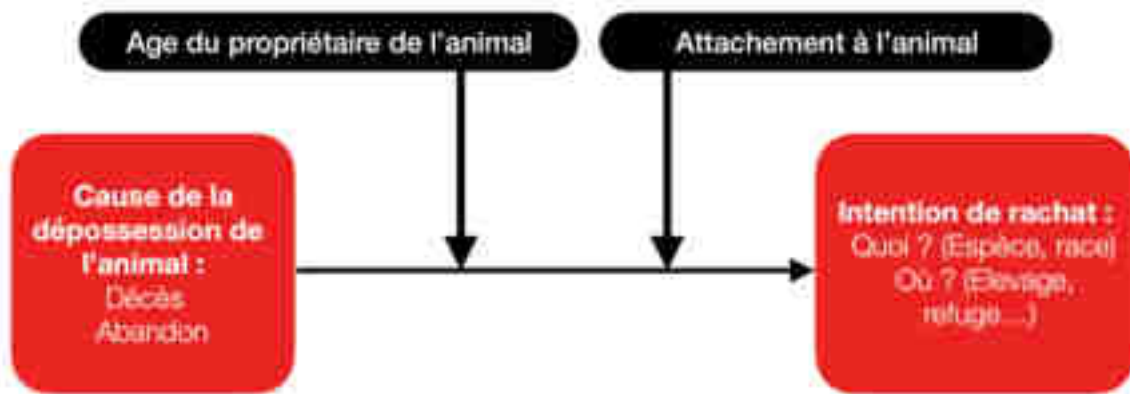 Age du propriétaire de l'animal
Attachement à l'animal
Cause de la
dépossession de
l'animal :
Décès
Abandon
Intention de rachat :
Quoi ? (Espèce, race)
Où ? (Elevage,
refuge...)